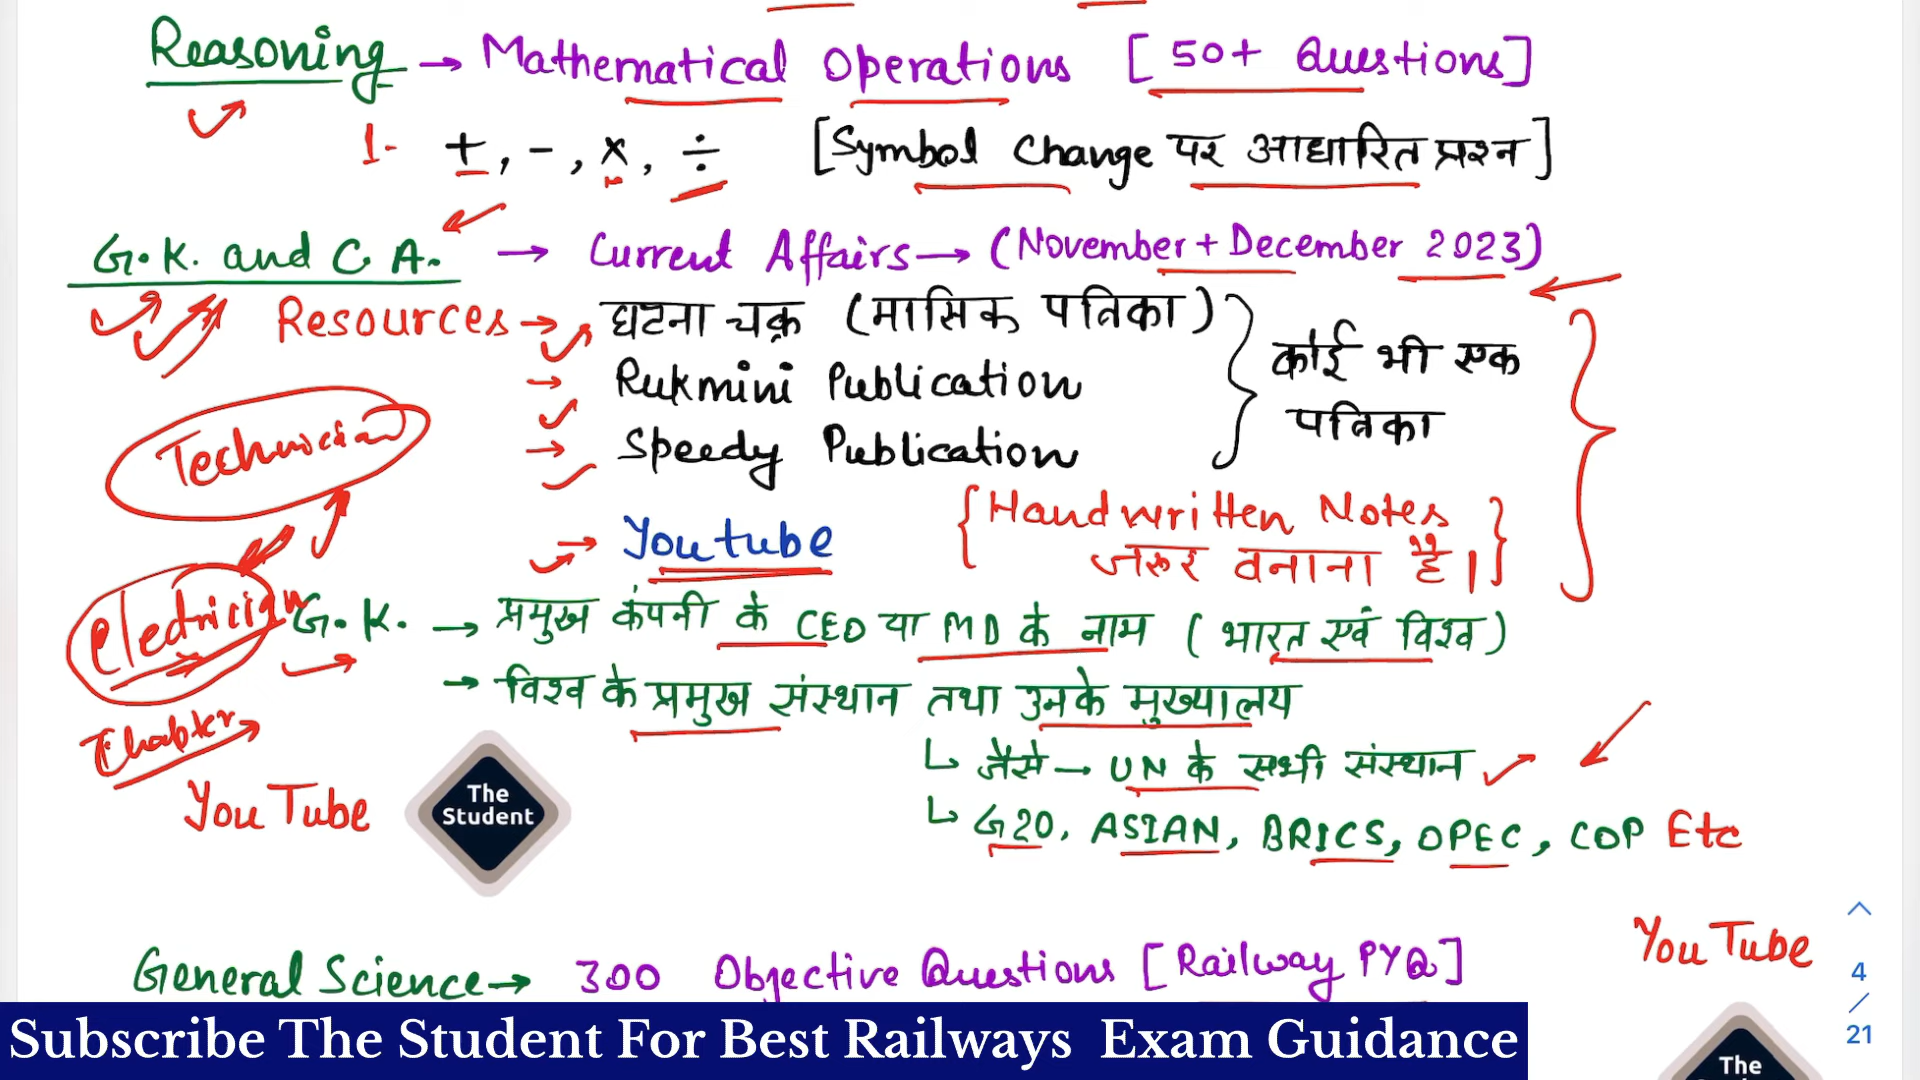 Reasoning → Mathematical Operations [50+ Questions]
1- +, -, ×, ÷ [Symbol Change पर आधारित प्रश्न]
G.K. and C.A. → Current Affairs → (November + December 2023)
Resources → घटना चक्र (मासिक पत्रिका)
→ Rukmini Publication
कोई भी एक
पत्रिका
→ Speedy Publication
Technician
→ Youtube
{Handwritten Notes
जरूर बनाना है।}
Electrician
G.K. → प्रमुख कंपनी के CEO या MD के नाम (भारत एवं विश्व)
→ विश्व के प्रमुख संस्थान तथा उनके मुख्यालय
Chapter →
↳ जैसे → UN के सभी संस्थान
↳ G20, ASIAN, BRICS, OPEC, COP Etc
YouTube
The
Student
General Science → 300 Objective Questions [Railway PYQ]
YouTube
4
/
21
Subscribe The Student For Best Railways Exam Guidance
The